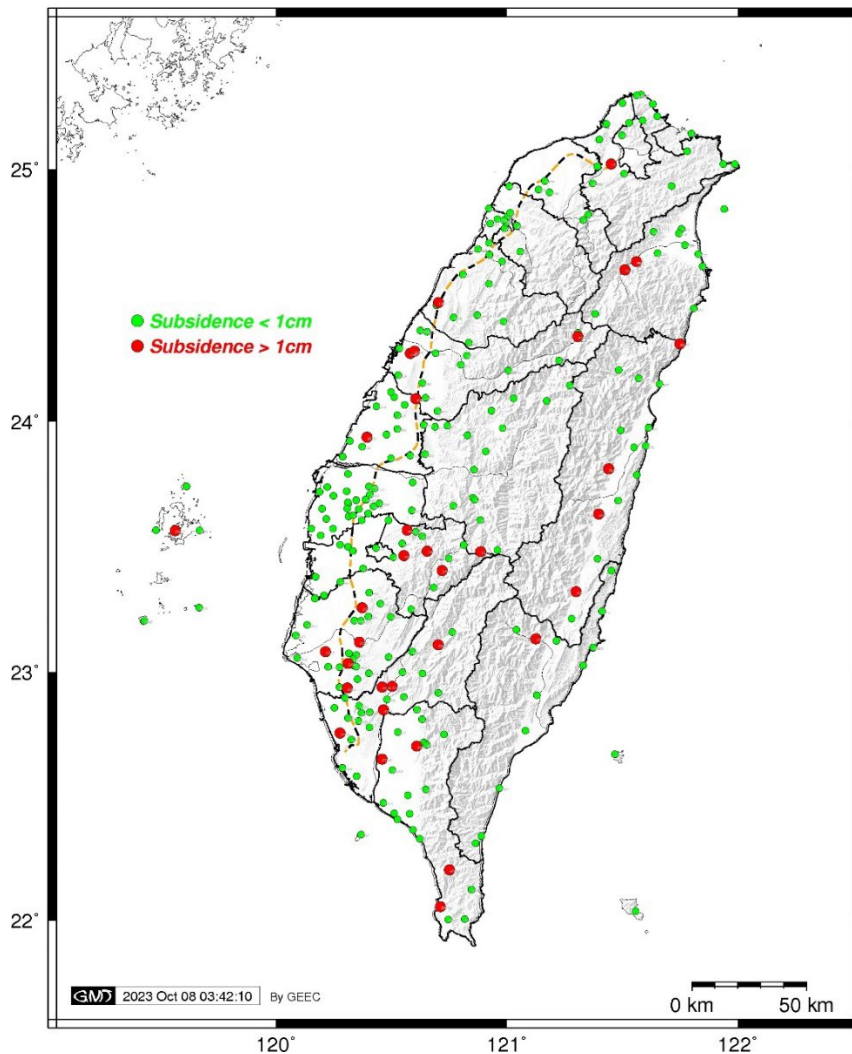 25°
Subsidence < 1cm
Subsidence > 1cm
24°
23°
22°
GMT 2023 Oct 08 03:42:10 By GEEC
0 km 50 km
120° 121° 122°